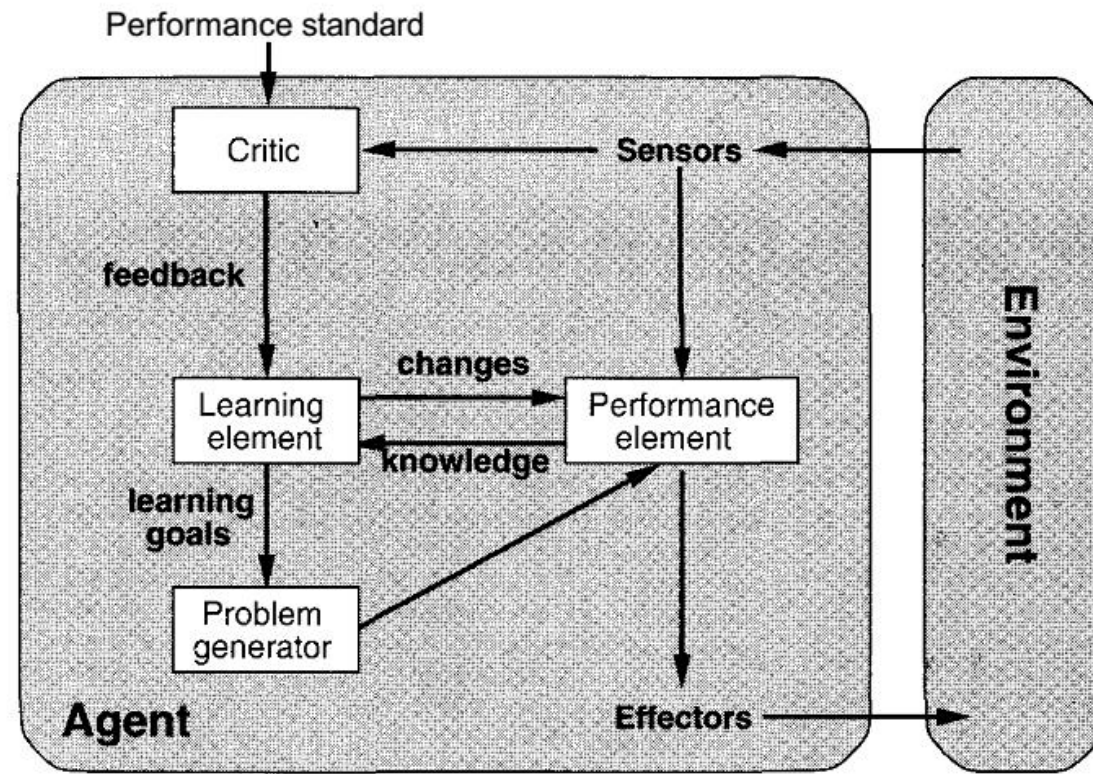 Performance standard
Critic
Sensors
feedback
changes
Learning
element
Performance
element
knowledge
learning
goals
Problem
generator
Agent
Effectors
Environment